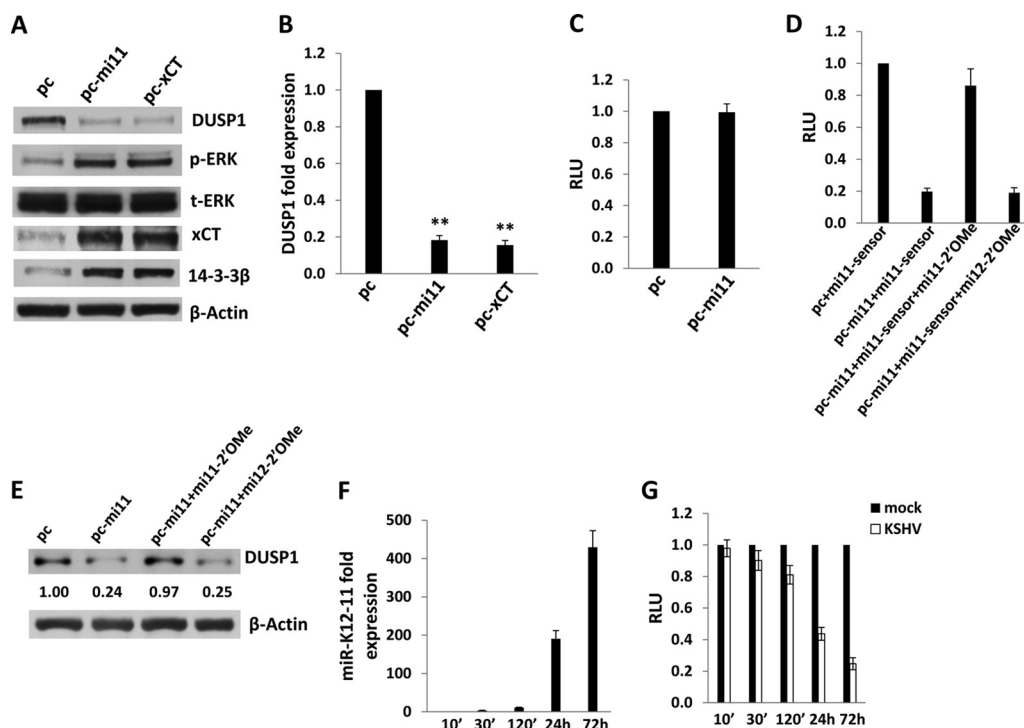 A
pc
pc-mi11
pc-xCT
DUSP1
p-ERK
t-ERK
xCT
14-3-3β
β-Actin
B
DUSP1 fold expression
1.2
1.0
0.8
0.6
0.4
0.2
0.0
**
**
pc
pc-mi11
pc-xCT
C
RLU
1.2
1.0
0.8
0.6
0.4
0.2
0.0
pc
pc-mi11
D
RLU
1.2
1.0
0.8
0.6
0.4
0.2
0.0
pc+mi11-sensor
pc-mi11+mi11-sensor
pc-mi11+mi11-sensor+mi11-2'OMe
pc-mi11+mi11-sensor+mi12-2'OMe
E
pc
pc-mi11
pc-mi11+mi11-2'OMe
pc-mi11+mi12-2'OMe
DUSP1
1.00 0.24 0.97 0.25
β-Actin
F
miR-K12-11 fold
expression
500
400
300
200
100
0
10' 30' 120' 24h 72h
G
mock
KSHV
RLU
1.2
1.0
0.8
0.6
0.4
0.2
0.0
10' 30' 120' 24h 72h